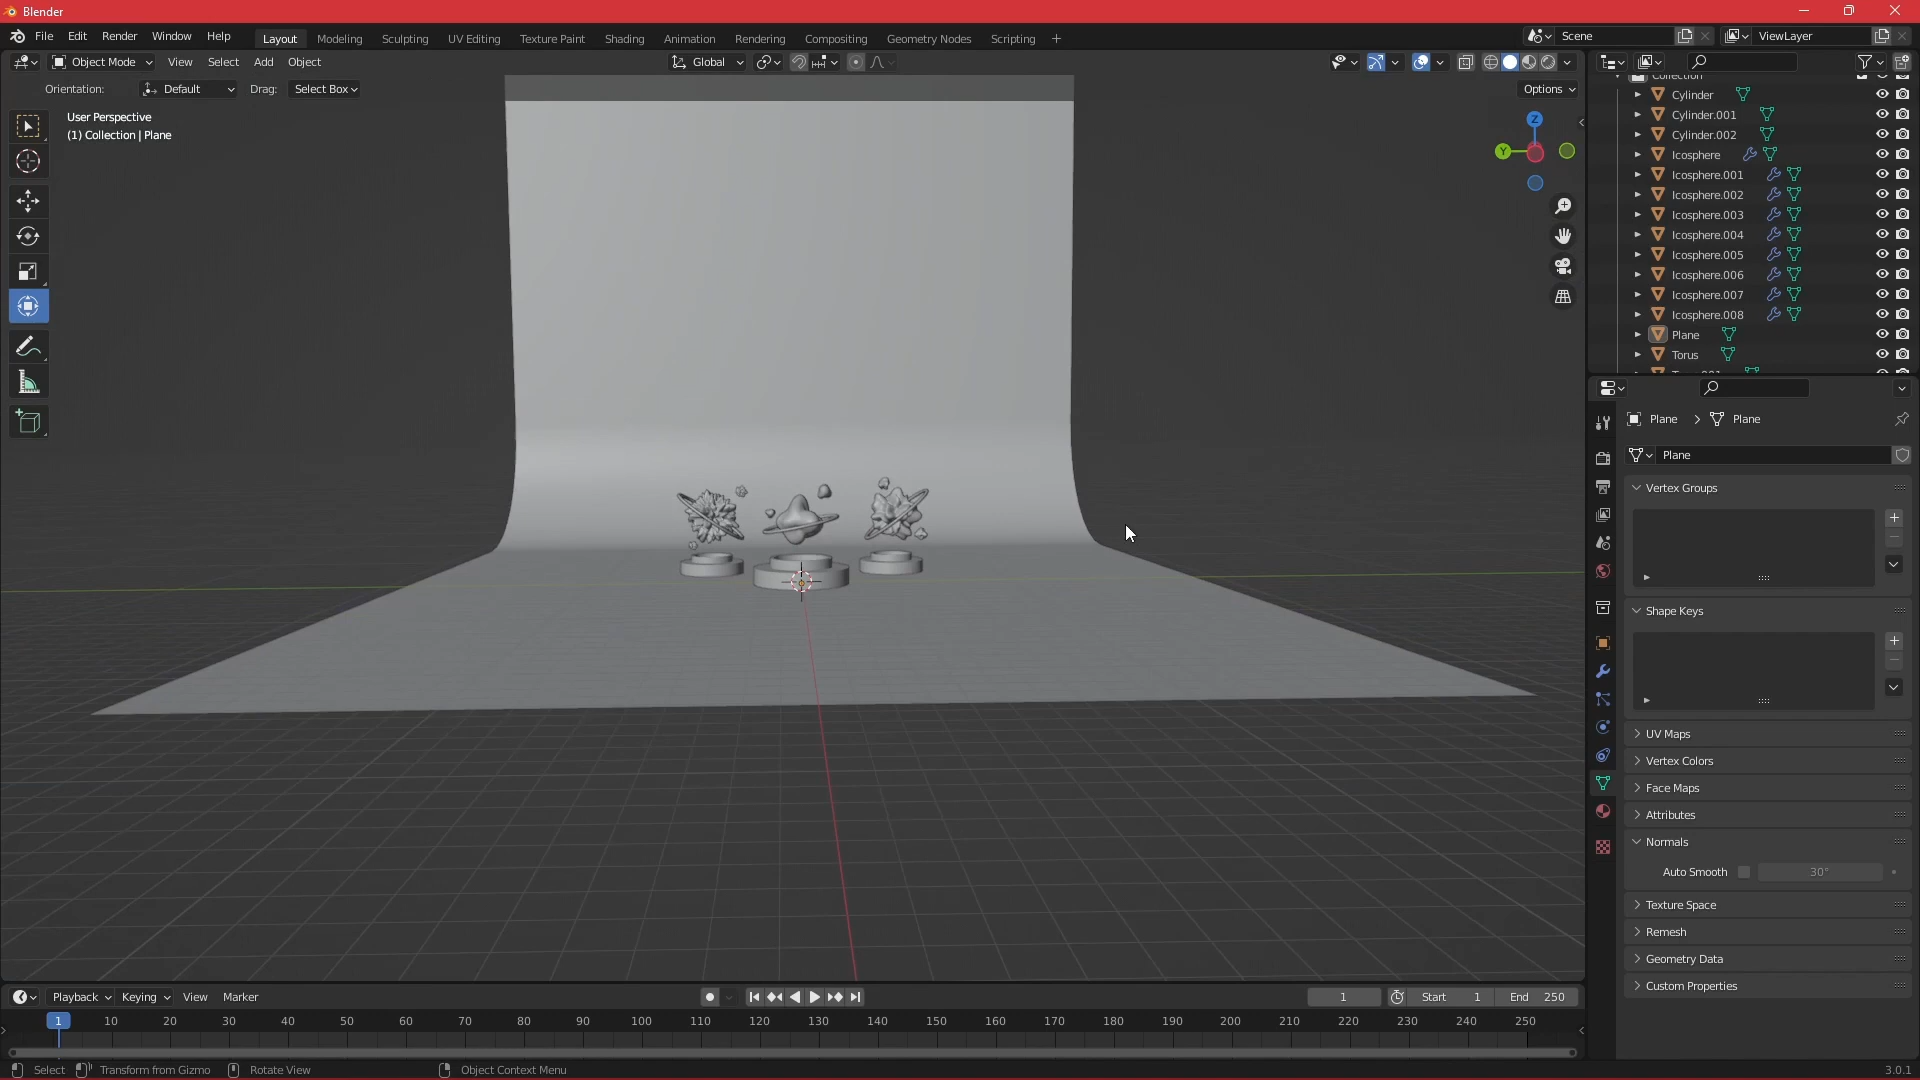 Blender
File Edit Render Window Help
Layout Modeling Sculpting UV Editing Texture Paint Shading Animation Rendering Compositing Geometry Nodes Scripting +
Scene
ViewLayer
Object Mode View Select Add Object
Global
Orientation: Default Drag: Select Box
Options
User Perspective
(1) Collection | Plane
Z
Y
Collection
Cylinder
Cylinder.001
Cylinder.002
Icosphere
Icosphere.001
Icosphere.002
Icosphere.003
Icosphere.004
Icosphere.005
Icosphere.006
Icosphere.007
Icosphere.008
Plane
Torus
Plane > Plane
Plane
Vertex Groups
Shape Keys
UV Maps
Vertex Colors
Face Maps
Attributes
Normals
Auto Smooth 30°
Texture Space
Remesh
Geometry Data
Custom Properties
Playback Keying View Marker
1 Start 1 End 250
1 10 20 30 40 50 60 70 80 90 100 110 120 130 140 150 160 170 180 190 200 210 220 230 240 250
Select Transform from Gizmo Rotate View Object Context Menu
3.0.1